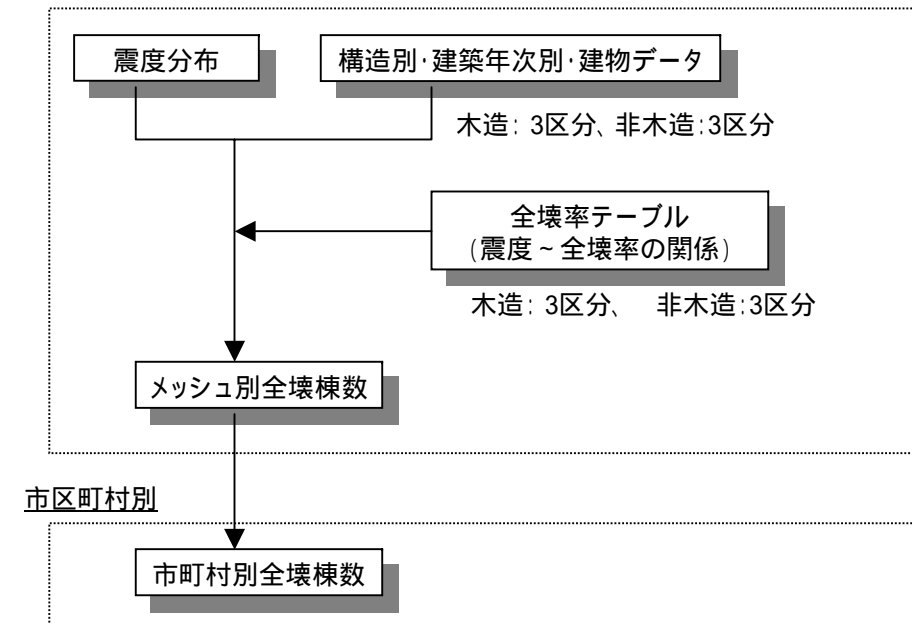 震度分布
構造別・建築年次別・建物データ
木造: 3区分、非木造:3区分
全壊率テーブル
(震度~全壊率の関係)
木造: 3区分、 非木造:3区分
メッシュ別全壊棟数
市区町村別
市町村別全壊棟数